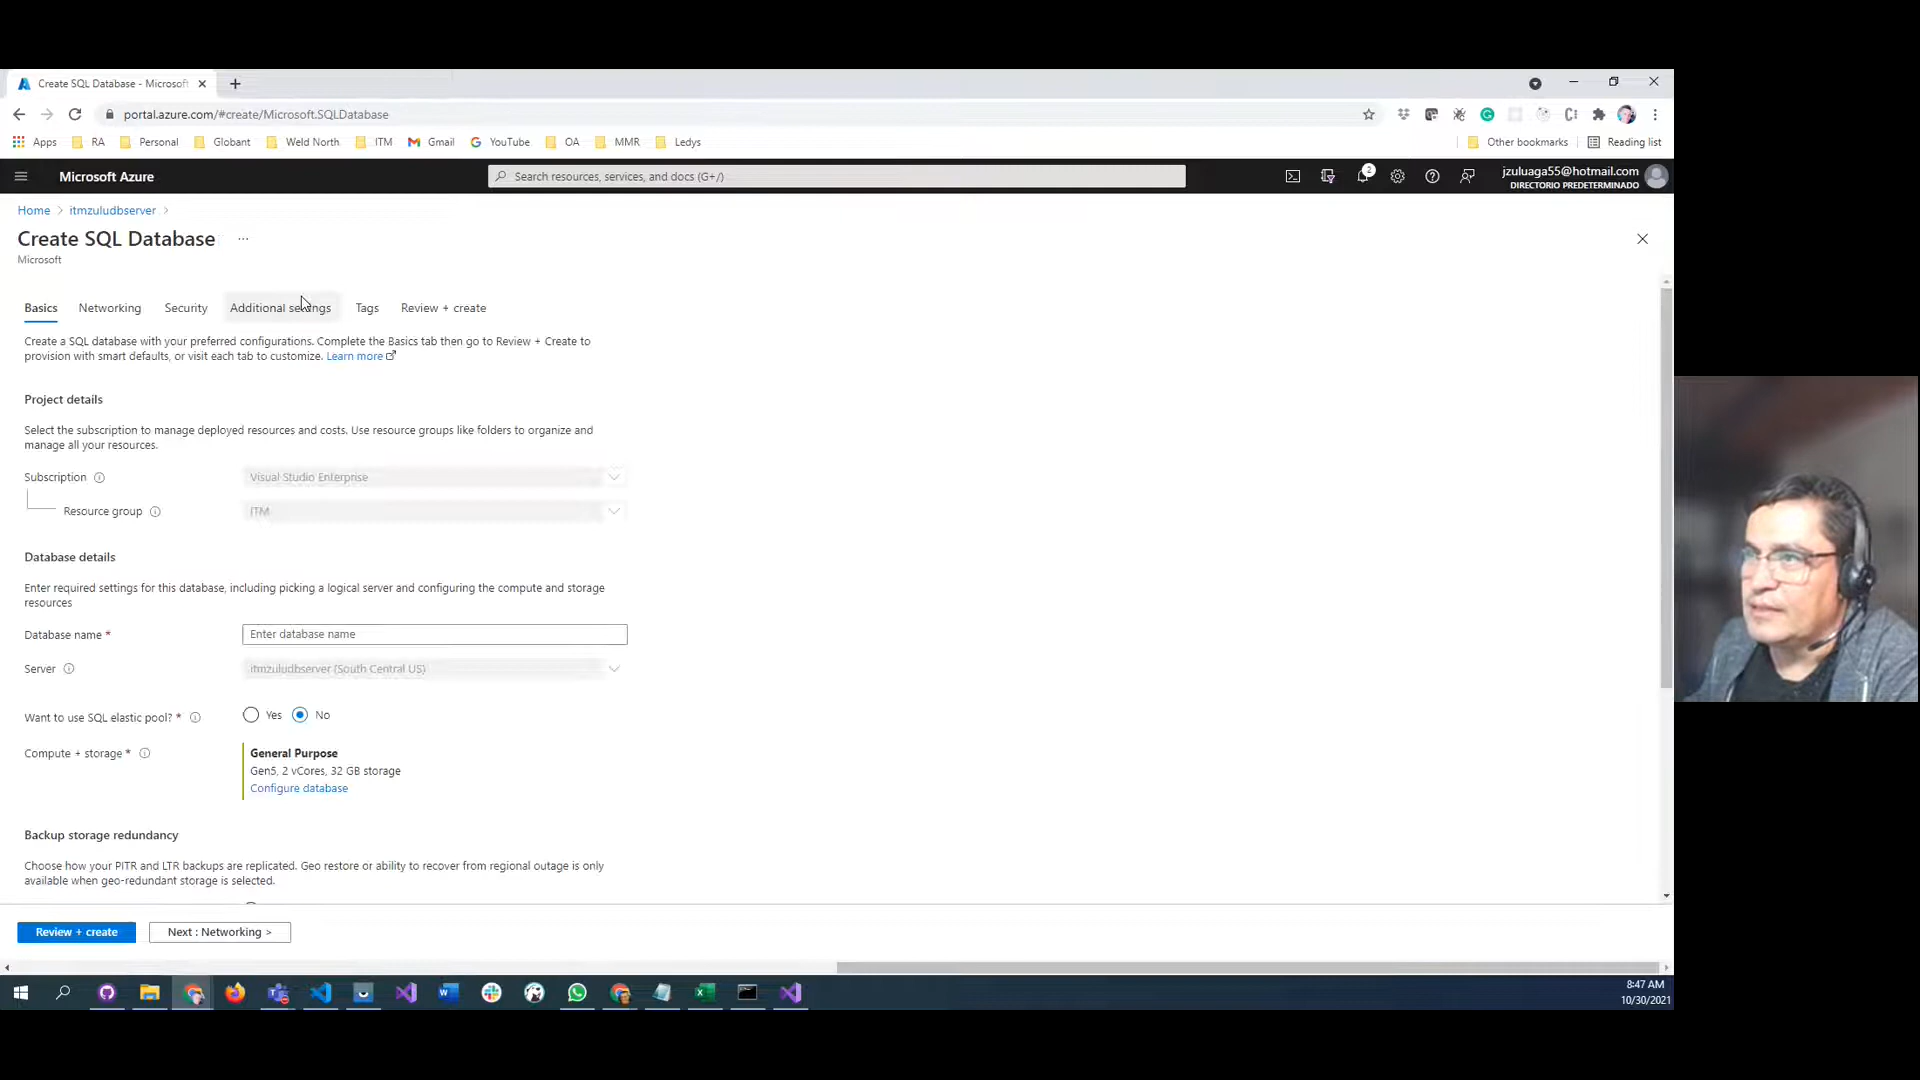 Create SQL Database - Microsoft
portal.azure.com/#create/Microsoft.SQLDatabase
Apps RA Personal Globant Weld North ITM Gmail YouTube OA MMR Ledys Other bookmarks Reading list
Microsoft Azure
Search resources, services, and docs (G+/)
2
jzuluaga55@hotmail.com
DIRECTORIO PREDETERMINADO
Home > itmzuludbserver >
Create SQL Database ...
Microsoft
Basics Networking Security Additional settings Tags Review + create
Create a SQL database with your preferred configurations. Complete the Basics tab then go to Review + Create to
provision with smart defaults, or visit each tab to customize. Learn more
Project details
Select the subscription to manage deployed resources and costs. Use resource groups like folders to organize and
manage all your resources.
Subscription Visual Studio Enterprise
Resource group ITM
Database details
Enter required settings for this database, including picking a logical server and configuring the compute and storage
resources
Database name * Enter database name
Server itmzuludbserver (South Central US)
Want to use SQL elastic pool? * Yes No
Compute + storage * General Purpose
Gen5, 2 vCores, 32 GB storage
Configure database
Backup storage redundancy
Choose how your PITR and LTR backups are replicated. Geo restore or ability to recover from regional outage is only
available when geo-redundant storage is selected.
Review + create Next : Networking >
8:47 AM
10/30/2021